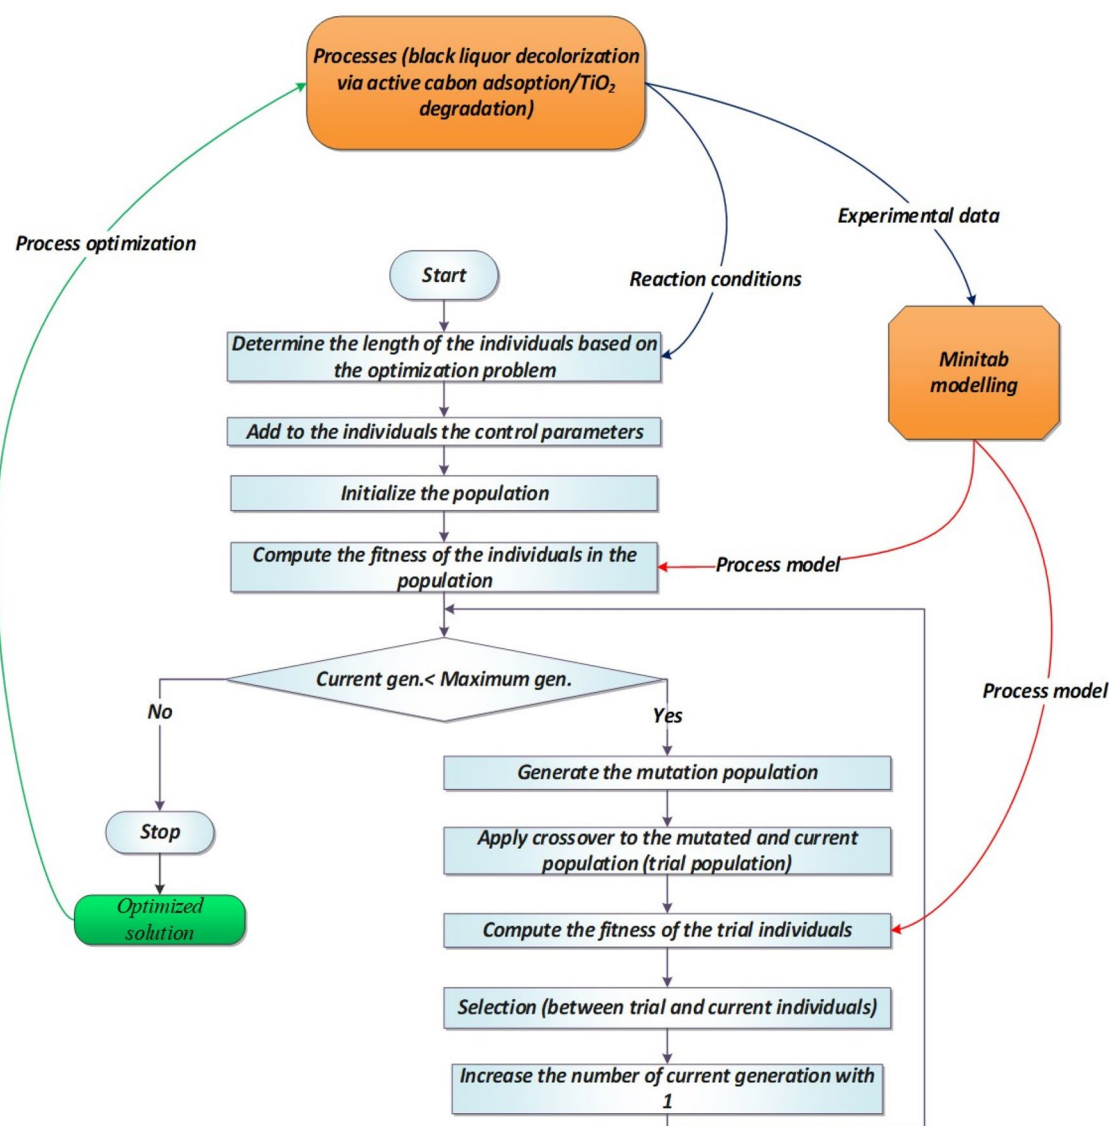 Processes (black liquor decolorization
via active cabon adsoption/TiO₂
degradation)
Process optimization
Experimental data
Start
Reaction conditions
Determine the length of the individuals based on
the optimization problem
Minitab
modelling
Add to the individuals the control parameters
Initialize the population
Compute the fitness of the individuals in the
population
Process model
Current gen.< Maximum gen.
Process model
No
Yes
Generate the mutation population
Stop
Apply crossover to the mutated and current
population (trial population)
Optimized
solution
Compute the fitness of the trial individuals
Selection (between trial and current individuals)
Increase the number of current generation with
1